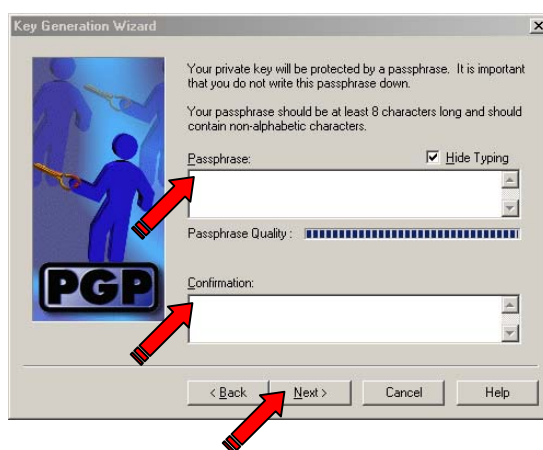 Key Generation Wizard
Your private key will be protected by a passphrase. It is important
that you do not write this passphrase down.
Your passphrase should be at least 8 characters long and should
contain non-alphabetic characters.
Passphrase:
Hide Typing
Passphrase Quality :
PGP
Confirmation:
< Back
Next >
Cancel
Help